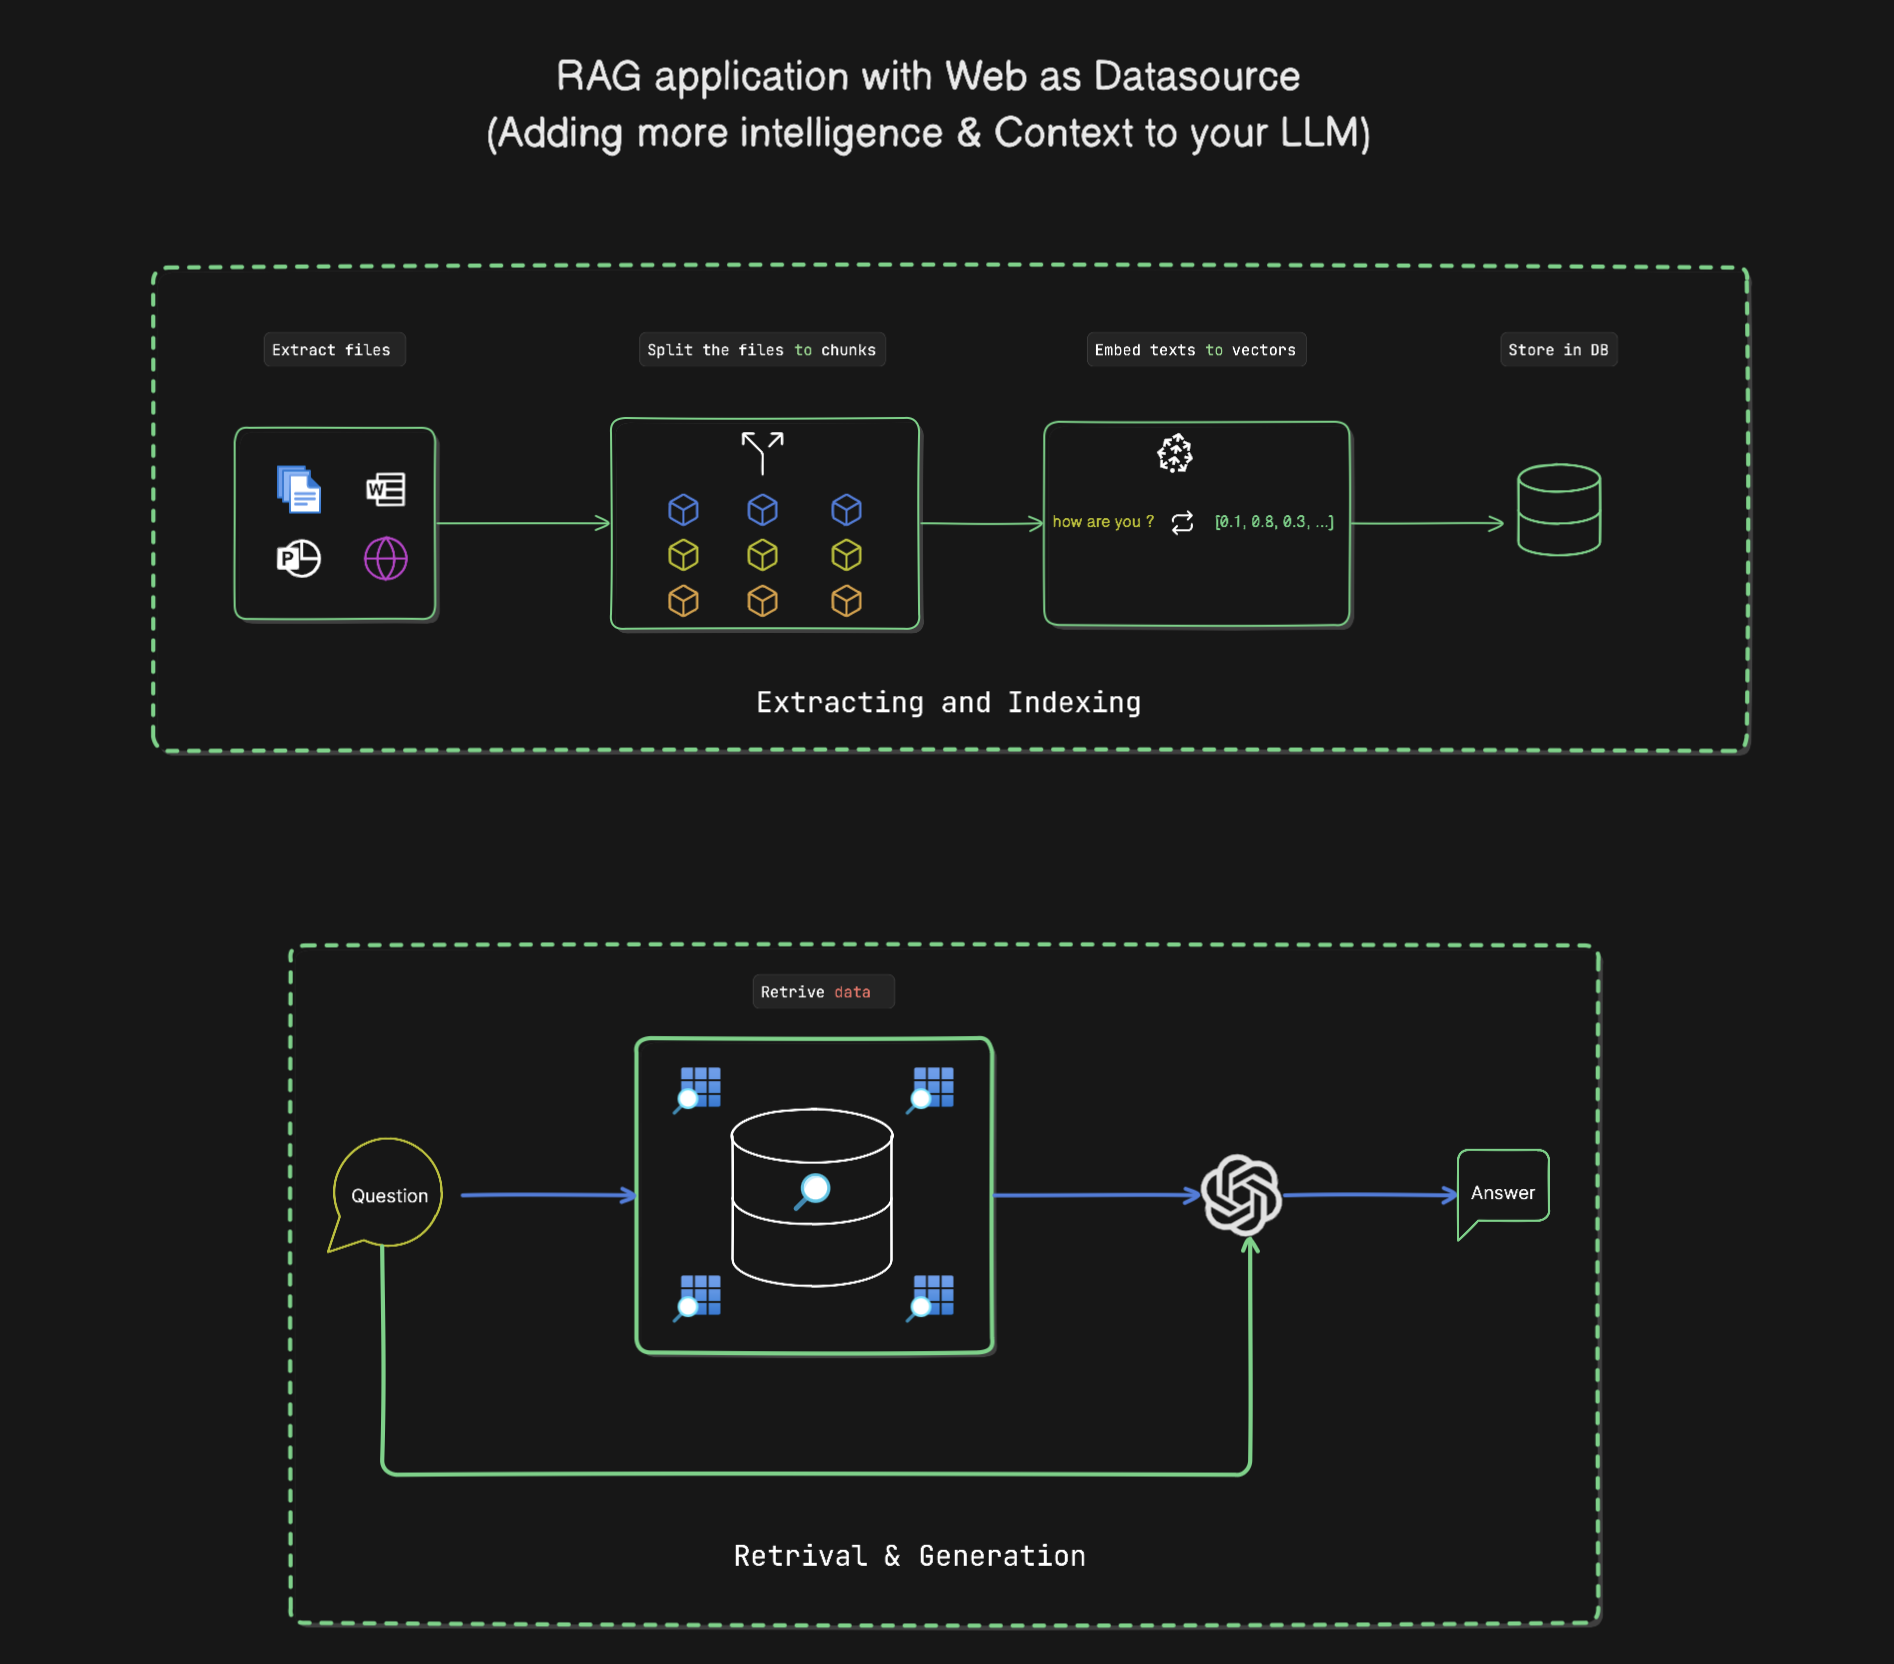 RAG application with Web as Datasource
(Adding more intelligence & Context to your LLM)
Extract files
Split the files to chunks
Embed texts to vectors
Store in DB
W
P
how are you ?
[0.1, 0.8, 0.3, ...]
Extracting and Indexing
Retrive data
Question
Answer
Retrival & Generation